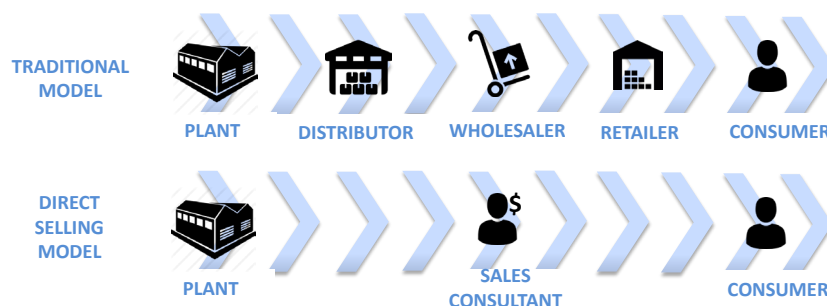 TRADITIONAL
MODEL
PLANT
DISTRIBUTOR
WHOLESALER
RETAILER
CONSUMER
DIRECT
SELLING
MODEL
$
PLANT
SALES
CONSULTANT
CONSUMER